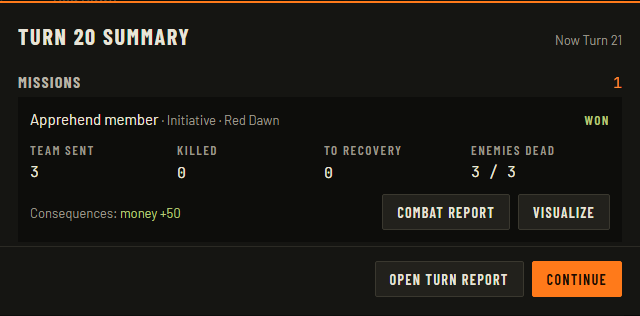 TURN 20 SUMMARY
Now Turn 21
MISSIONS
1
Apprehend member · Initiative · Red Dawn
WON
TEAM SENT
KILLED
TO RECOVERY
ENEMIES DEAD
3
0
0
3 / 3
Consequences: money +50
COMBAT REPORT
VISUALIZE
OPEN TURN REPORT
CONTINUE